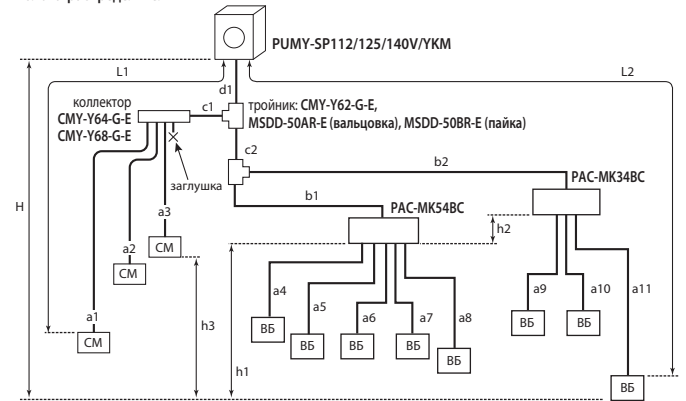 PUMY-SP112/125/140V/YKM
L1
L2
d1
коллектор
CMY-Y64-G-E
CMY-Y68-G-E
c1
тройник: CMY-Y62-G-E,
MSDD-50AR-E (вальцовка), MSDD-50BR-E (пайка)
c2
b2
заглушка
b1
PAC-MK54BC
PAC-MK34BC
H
a3
h2
a2
СМ
СМ
a4
a5
a6
a7
a8
a9
a10
a11
a1
h3
h1
СМ
ВБ
ВБ
ВБ
ВБ
ВБ
ВБ
ВБ
ВБ